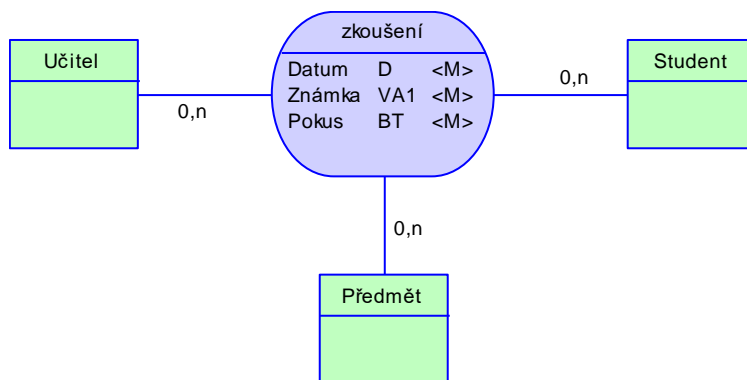 zkoušení
Učitel
Datum D <M>
Známka VA1 <M>
Pokus BT <M>
Student
0,n
0,n
0,n
Předmět